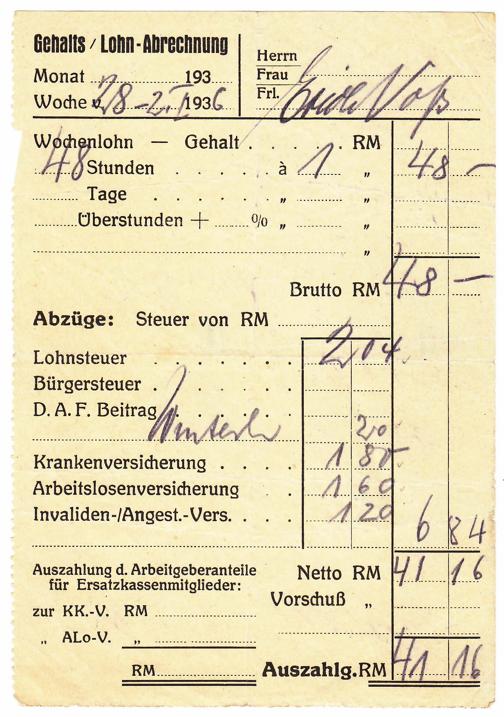 Gehalts / Lohn-Abrechnung
Monat 193
Woche v. 28 – 2. I 1936
Herrn
Frau
Frl.
Erich Voß
Wochenlohn — Gehalt RM
48 Stunden à 1 „ 48 –
Tage „ „
Überstunden + % „ „
„
Brutto RM 48 –
Abzüge: Steuer von RM
Lohnsteuer 2 04
Bürgersteuer
D. A. F. Beitrag
20
Krankenversicherung 1 80
Arbeitslosenversicherung 1 60
Invaliden-/Angest.-Vers. 1 20 6 84
Auszahlung d. Arbeitgeberanteile
für Ersatzkassenmitglieder:
Netto RM 41 16
Vorschuß „
zur KK.-V. RM
„ ALo-V. „
RM
Auszahlg. RM 41 16